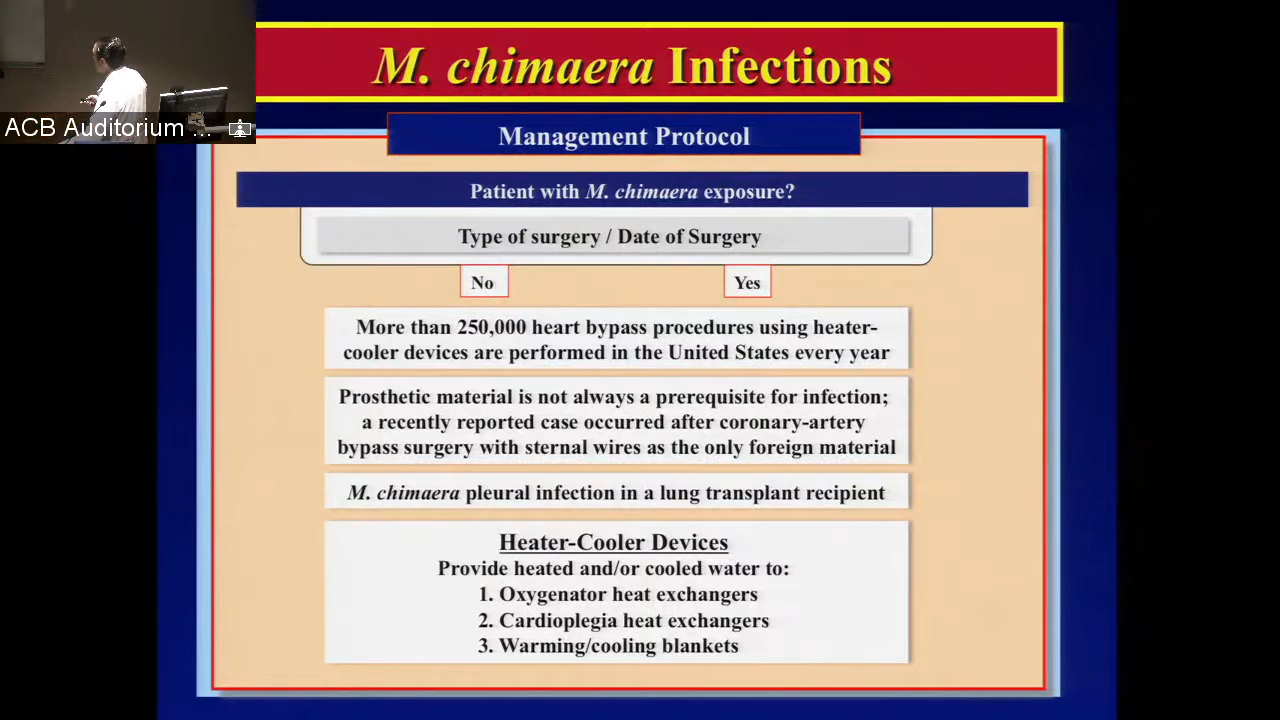 M. chimaera Infections
ACB Auditorium ...
Management Protocol
Patient with M. chimaera exposure?
Type of surgery / Date of Surgery
No
Yes
More than 250,000 heart bypass procedures using heater-
cooler devices are performed in the United States every year
Prosthetic material is not always a prerequisite for infection;
a recently reported case occurred after coronary-artery
bypass surgery with sternal wires as the only foreign material
M. chimaera pleural infection in a lung transplant recipient
Heater-Cooler Devices
Provide heated and/or cooled water to:
1. Oxygenator heat exchangers
2. Cardioplegia heat exchangers
3. Warming/cooling blankets